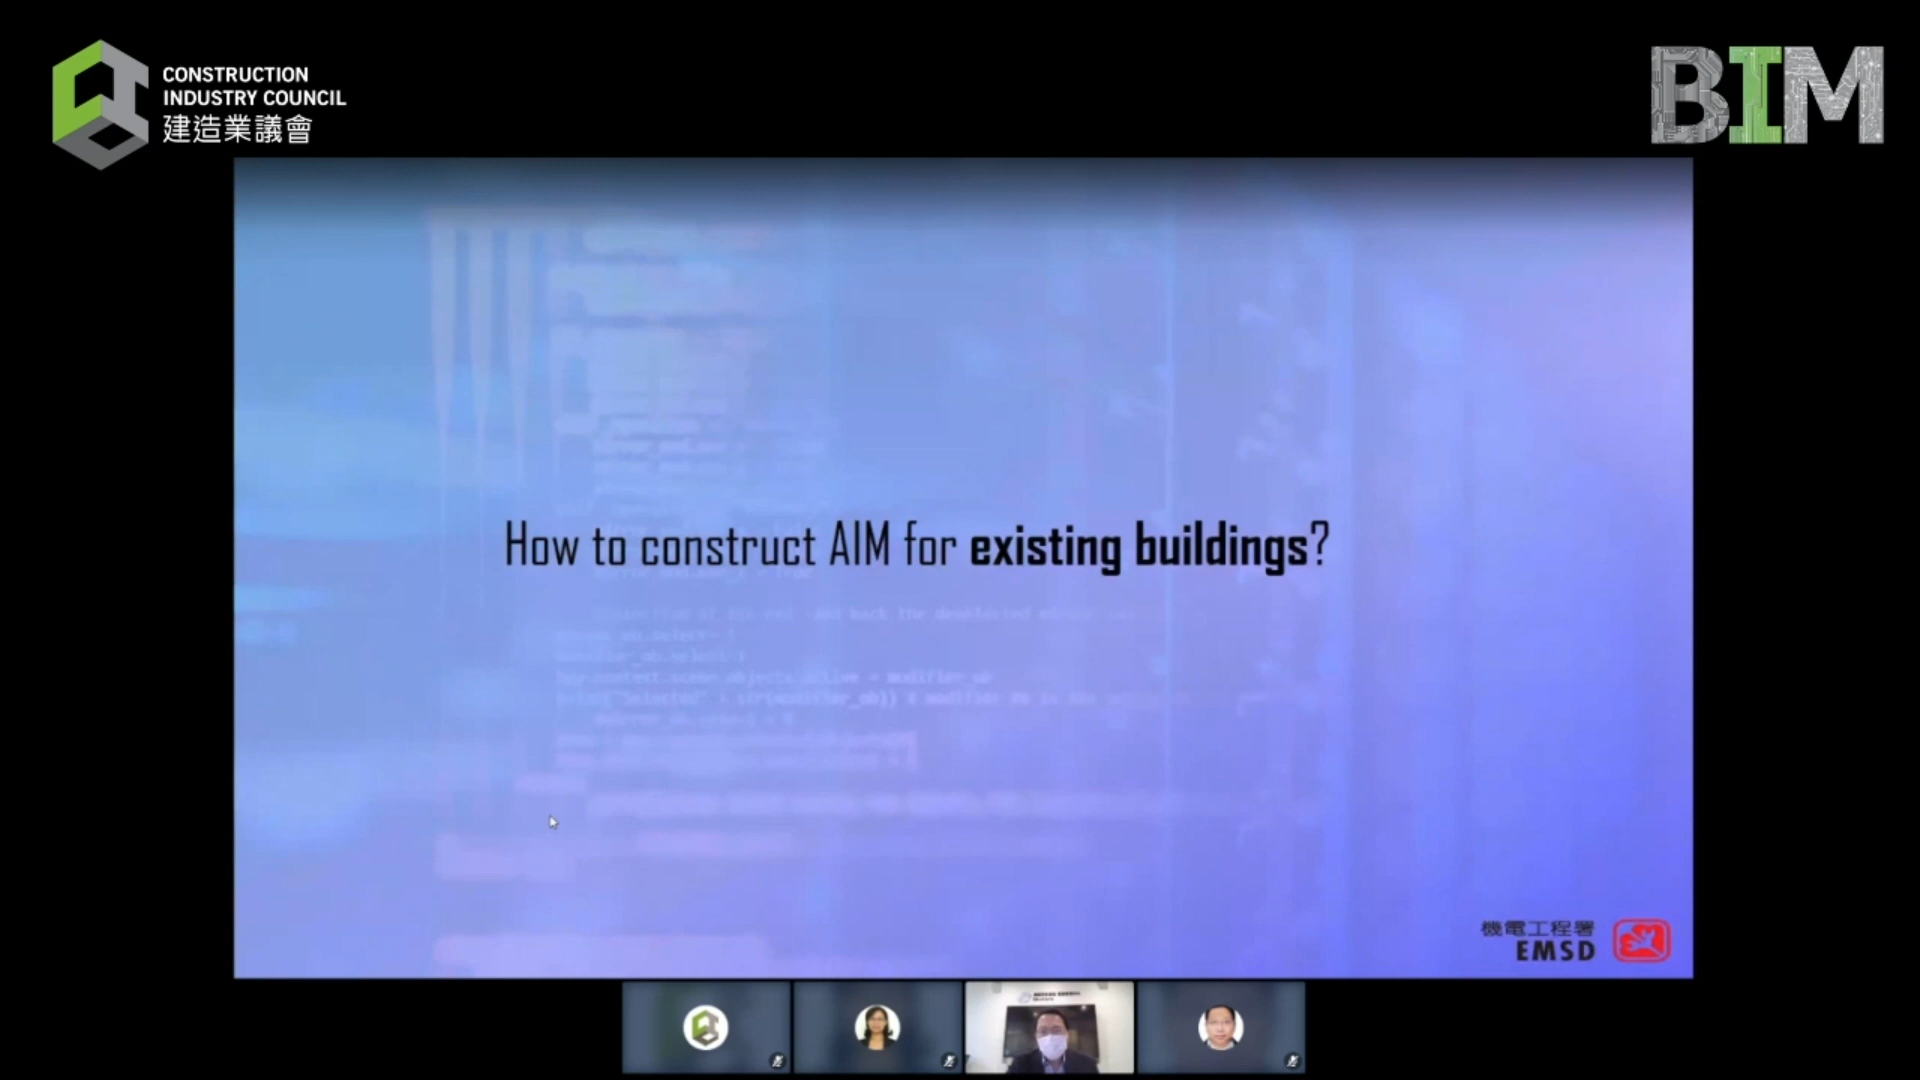 CONSTRUCTION
INDUSTRY COUNCIL
建造業議會
BIM
How to construct AIM for existing buildings?
機電工程署
EMSD